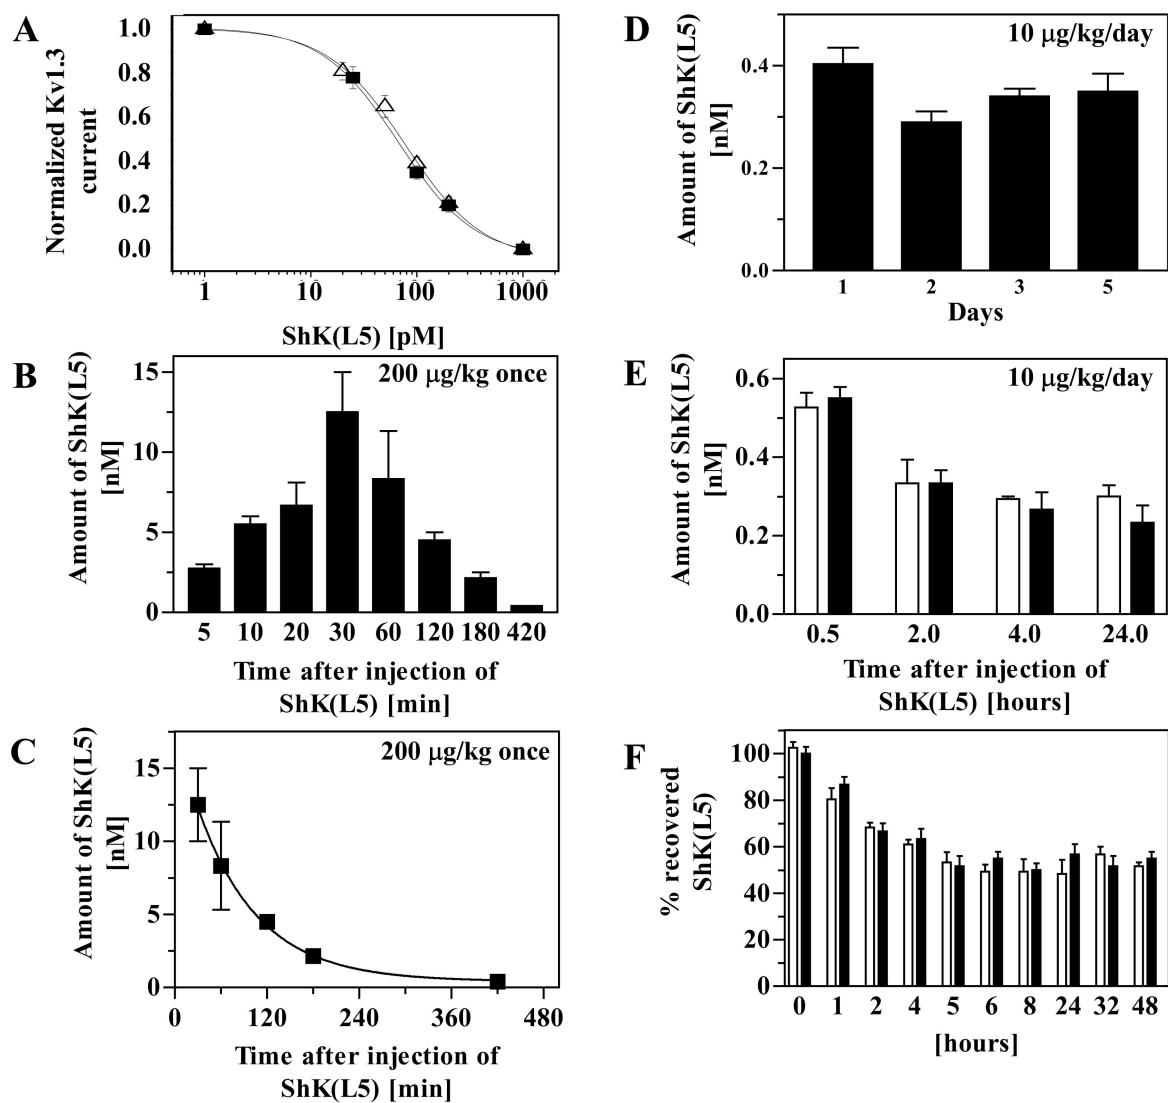 A
Normalized Kv1.3
current
1.0
0.8
0.6
0.4
0.2
0.0
1 10 100 1000
ShK(L5) [pM]
B
200 μg/kg once
Amount of ShK(L5)
[nM]
15
10
5
0
5 10 20 30 60 120 180 420
Time after injection of
ShK(L5) [min]
C
200 μg/kg once
Amount of ShK(L5)
[nM]
15
10
5
0
0 120 240 360 480
Time after injection of
ShK(L5) [min]
D
10 μg/kg/day
Amount of ShK(L5)
[nM]
0.4
0.2
0.0
1 2 3 5
Days
E
10 μg/kg/day
Amount of ShK(L5)
[nM]
0.6
0.4
0.2
0.0
0.5 2.0 4.0 24.0
Time after injection of
ShK(L5) [hours]
F
% recovered
ShK(L5)
100
80
60
40
20
0
0 1 2 4 5 6 8 24 32 48
[hours]